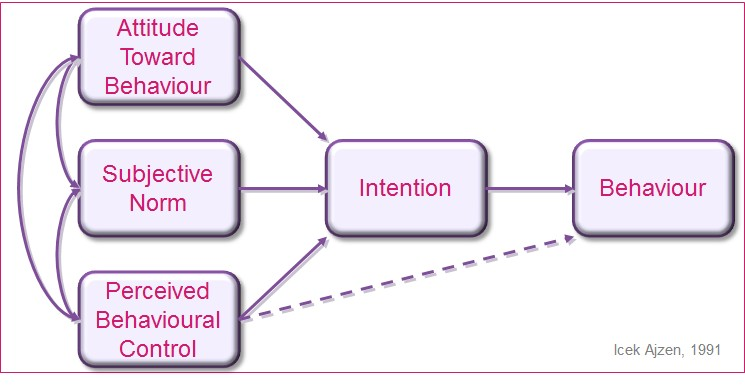 Attitude
Toward
Behaviour
Subjective
Norm
Intention
Behaviour
Perceived
Behavioural
Control
Icek Ajzen, 1991